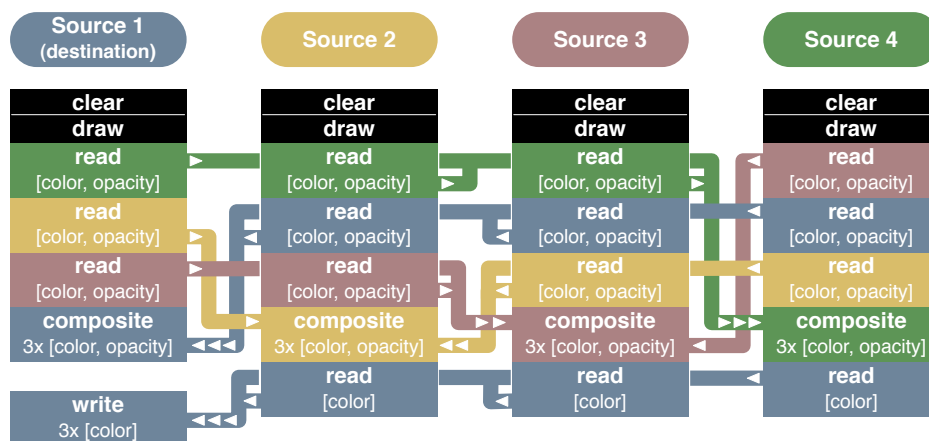 Source 1
(destination)
Source 2
Source 3
Source 4
clear
draw
read
[color, opacity]
read
[color, opacity]
read
[color, opacity]
composite
3x [color, opacity]
write
3x [color]
clear
draw
read
[color, opacity]
read
[color, opacity]
read
[color, opacity]
composite
3x [color, opacity]
read
[color]
clear
draw
read
[color, opacity]
read
[color, opacity]
read
[color, opacity]
composite
3x [color, opacity]
read
[color]
clear
draw
read
[color, opacity]
read
[color, opacity]
read
[color, opacity]
composite
3x [color, opacity]
read
[color]